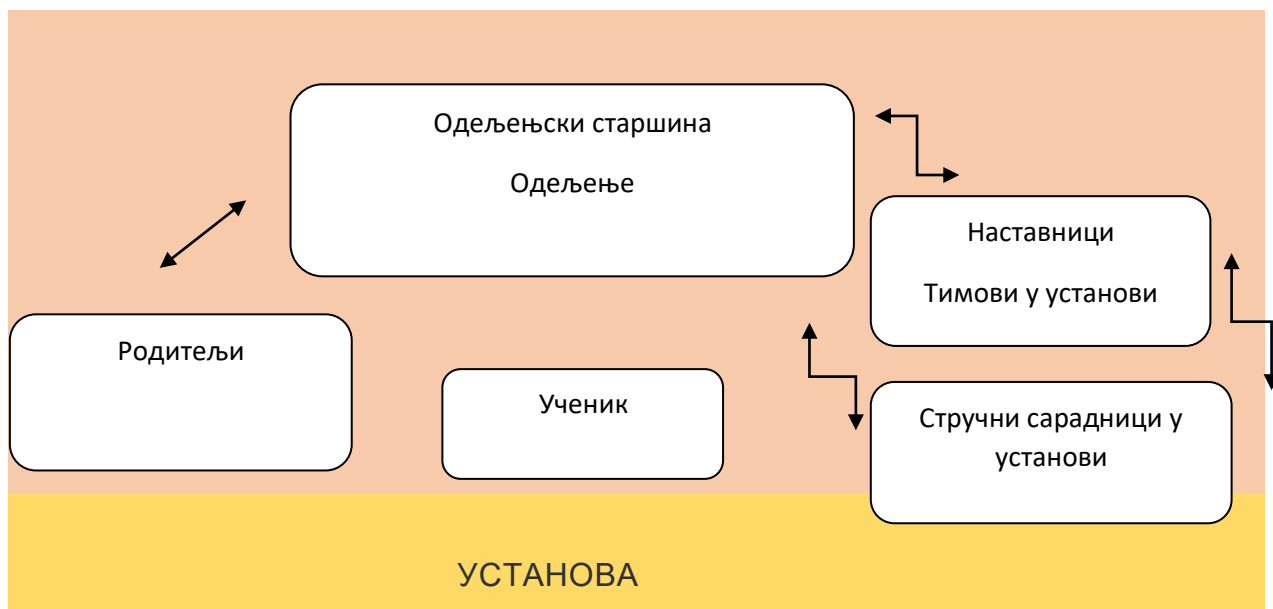 Одељењски старшина
Одељење
Наставници
Тимови у установи
Родитељи
Ученик
Стручни сарадници у
установи
УСТАНОВА